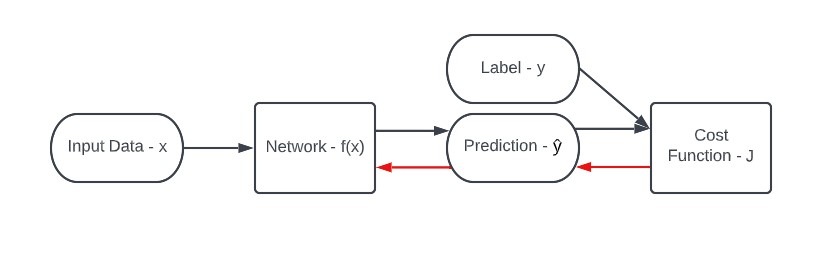 Label - y
Input Data - x
Network - f(x)
Prediction - ŷ
Cost
Function - J